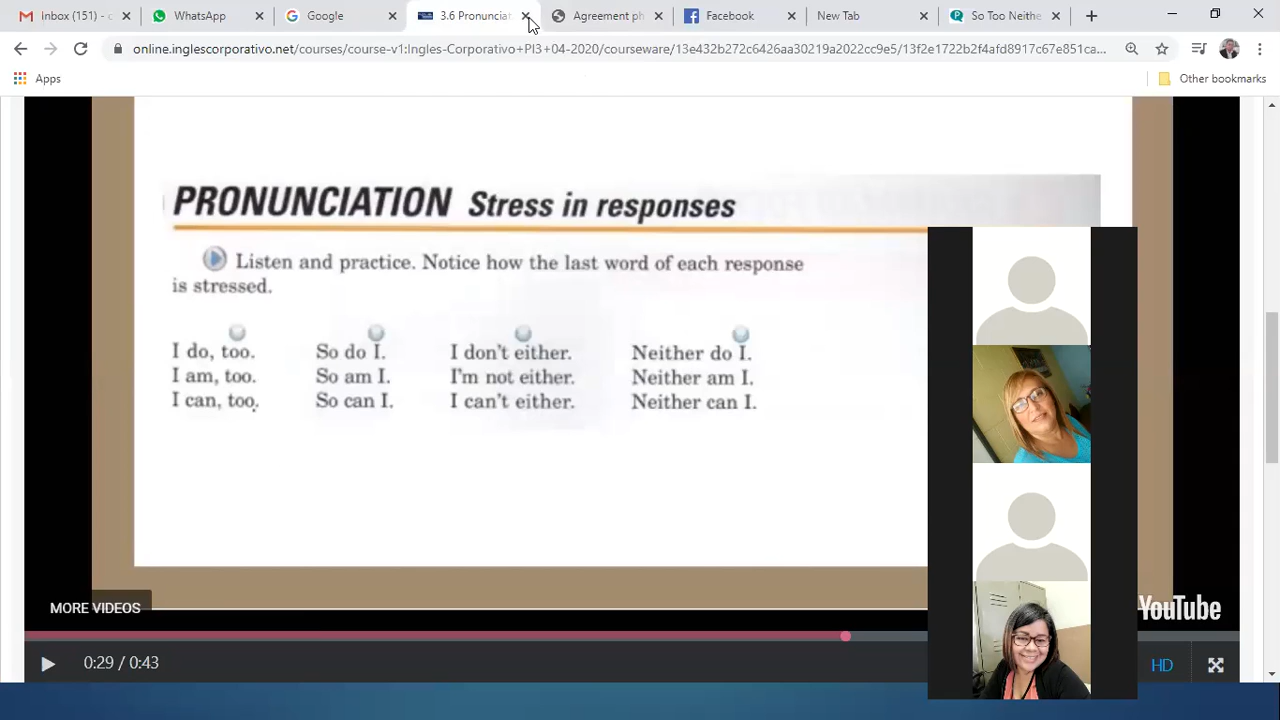 Inbox (151) - c
WhatsApp
Google
3.6 Pronunciat
Agreement ph
Facebook
New Tab
So Too Neithe
online.inglescorporativo.net/courses/course-v1:Ingles-Corporativo+PI3+04-2020/courseware/13e432b272c6426aa30219a2022cc9e5/13f2e1722b2f4afd8917c67e851ca...
Apps
Other bookmarks
PRONUNCIATION Stress in responses
Listen and practice. Notice how the last word of each response
is stressed.
I do, too. So do I. I don't either. Neither do I.
I am, too. So am I. I'm not either. Neither am I.
I can, too. So can I. I can't either. Neither can I.
MORE VIDEOS
YouTube
0:29 / 0:43
HD